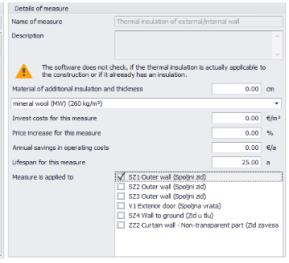 Details of measure
Name of measure Thermal insulation of external/internal wall
Description
The software does not check, if the thermal insulation is actually applicable to
the construction or if it already has an insulation.
Material of additional insulation and thickness 0.00 cm
mineral wool (MW) (260 kg/m³)
Invest costs for this measure 0.00 €/m²
Price increase for this measure 0.00 %
Annual savings in operating costs 0.00 €/a
Lifespan for this measure 25.00 a
Measure is applied to SZ1 Outer wall (Spoljni zid)
SZ2 Outer wall (Spoljni zid)
SZ3 Outer wall (Spoljni zid)
V1 Exterior door (Spoljna vrata)
SZ4 Wall to ground (Zid u tlu)
ZZ2 Curtain wall - Non-transparent part (Zid zavesa